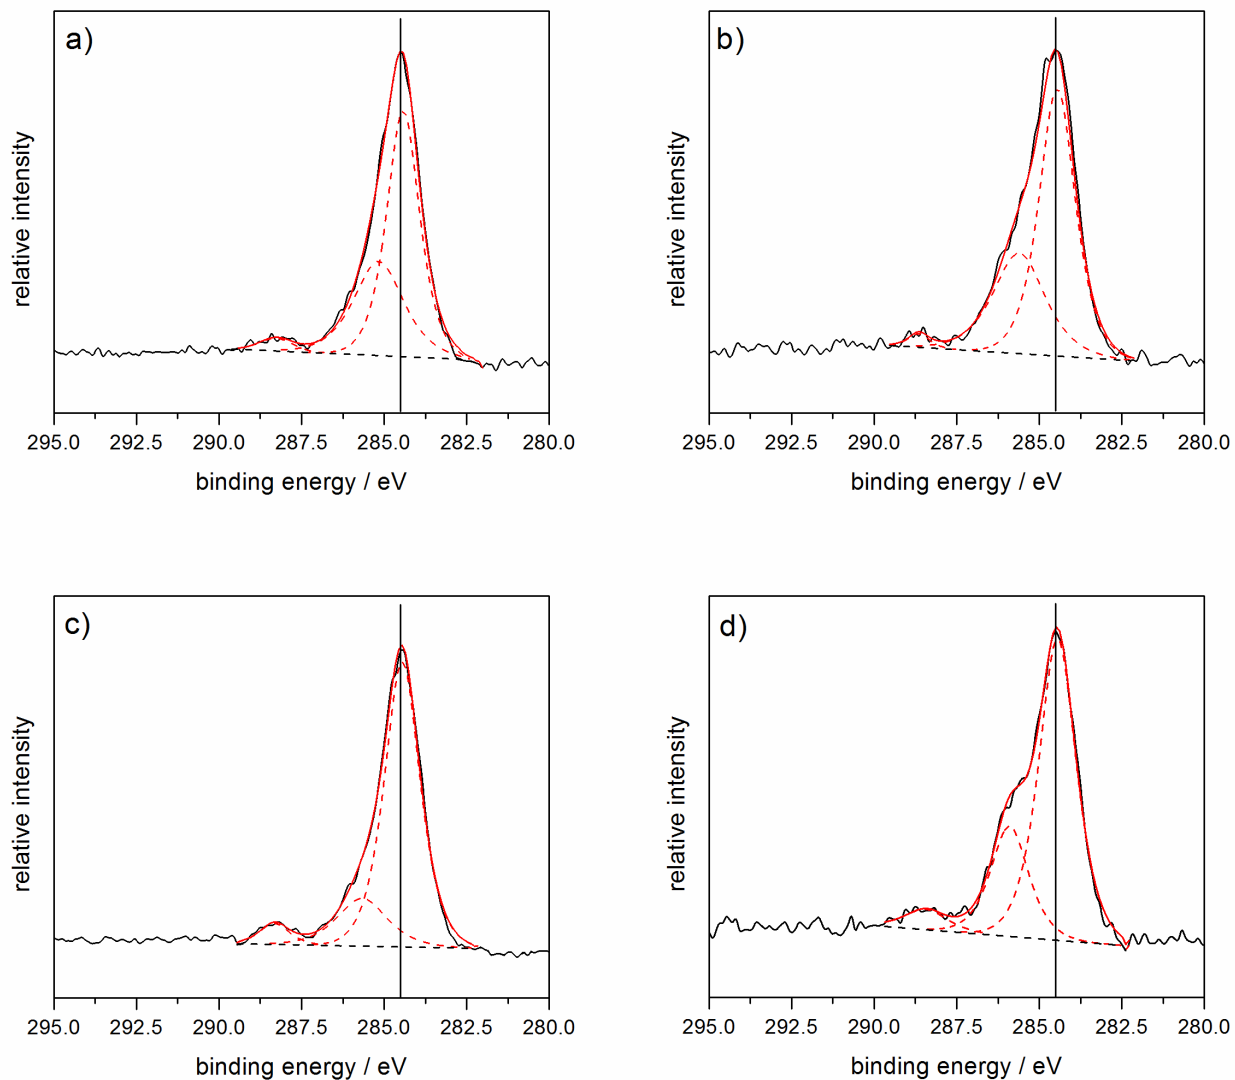 a)
relative intensity
295.0 292.5 290.0 287.5 285.0 282.5 280.0
binding energy / eV
b)
relative intensity
295.0 292.5 290.0 287.5 285.0 282.5 280.0
binding energy / eV
c)
relative intensity
295.0 292.5 290.0 287.5 285.0 282.5 280.0
binding energy / eV
d)
relative intensity
295.0 292.5 290.0 287.5 285.0 282.5 280.0
binding energy / eV